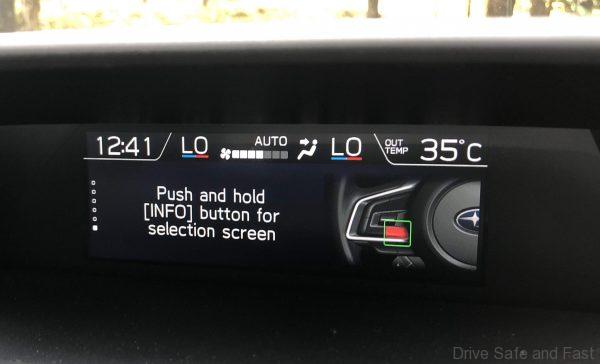 12:41 LO AUTO LO OUT TEMP 35°C
Push and hold
[INFO] button for
selection screen
Drive Safe and Fast